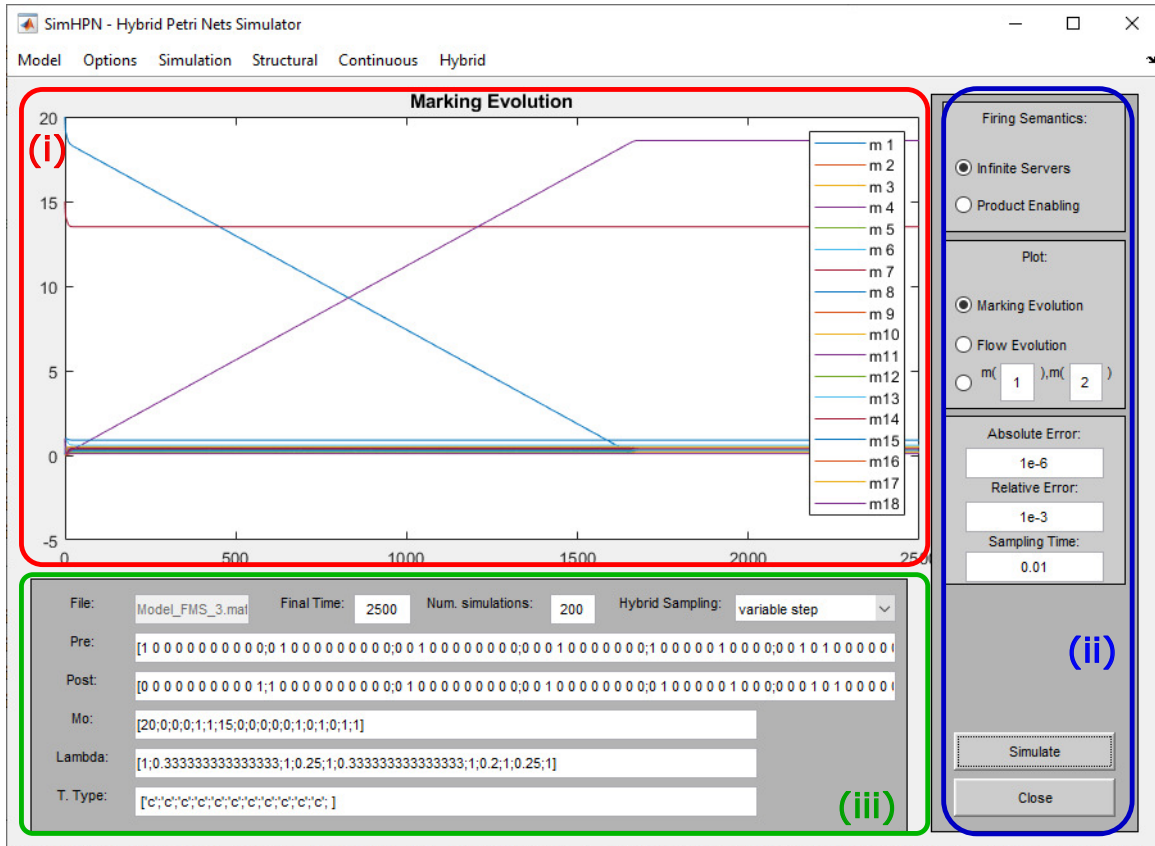 SimHPN - Hybrid Petri Nets Simulator
Model Options Simulation Structural Continuous Hybrid
Marking Evolution
(i)
20
15
10
5
0
-5
0 500 1000 1500 2000 2500
m 1
m 2
m 3
m 4
m 5
m 6
m 7
m 8
m 9
m10
m11
m12
m13
m14
m15
m16
m17
m18
Firing Semantics:
Infinite Servers
Product Enabling
Plot:
Marking Evolution
Flow Evolution
m( 1 ),m( 2 )
Absolute Error:
1e-6
Relative Error:
1e-3
Sampling Time:
0.01
(ii)
Simulate
Close
File: Model_FMS_3.mat Final Time: 2500 Num. simulations: 200 Hybrid Sampling: variable step
Pre: [1 0 0 0 0 0 0 0 0 0 0;0 1 0 0 0 0 0 0 0 0 0;0 0 1 0 0 0 0 0 0 0 0;0 0 0 1 0 0 0 0 0 0 0;1 0 0 0 0 0 1 0 0 0 0;0 0 1 0 1 0 0 0 0 0
Post: [0 0 0 0 0 0 0 0 0 0 1;1 0 0 0 0 0 0 0 0 0 0;0 1 0 0 0 0 0 0 0 0 0;0 0 1 0 0 0 0 0 0 0 0;0 1 0 0 0 0 0 1 0 0 0;0 0 0 1 0 1 0 0 0 0
Mo: [20;0;0;0;1;1;15;0;0;0;0;0;1;0;1;0;1;1]
Lambda: [1;0.333333333333333;1;0.25;1;0.333333333333333;1;0.2;1;0.25;1]
T. Type: ['c';'c';'c';'c';'c';'c';'c';'c';'c';'c';'c'; ]
(iii)